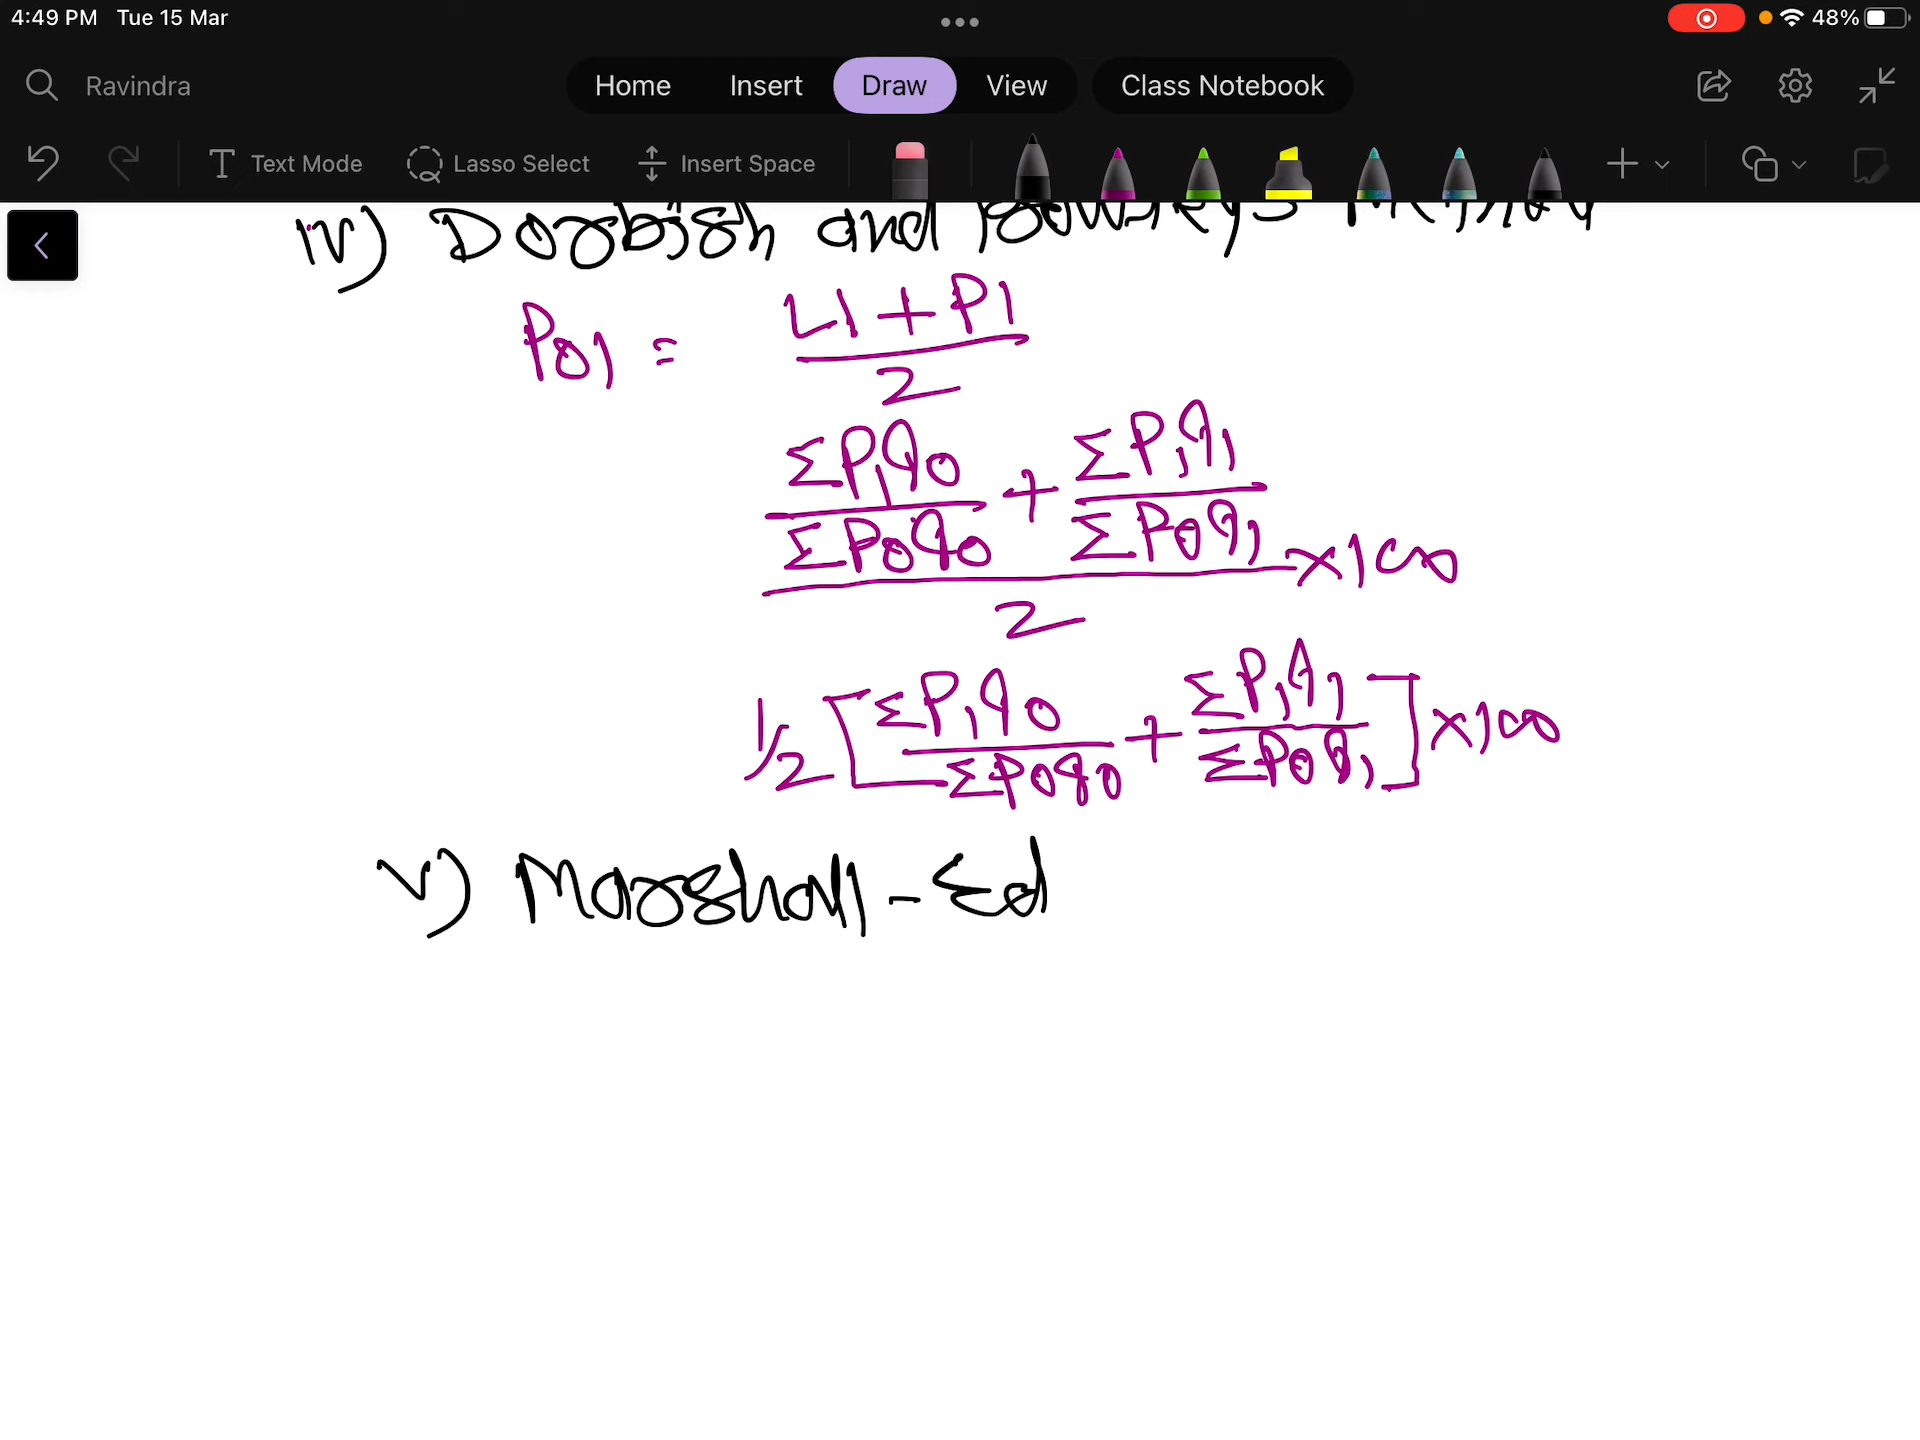 4:49 PM Tue 15 Mar 48%
Ravindra Home Insert Draw View Class Notebook
Text Mode Lasso Select Insert Space
iv) Dorbish and Bowley's Method
P01 = L1 + P1 / 2
ΣP1q0 / ΣP0q0 + ΣP1q1 / ΣP0q1 / 2 ×100
1/2 [ΣP1q0 / ΣP0q0 + ΣP1q1 / ΣP0q1] ×100
v) Marshall - Ed